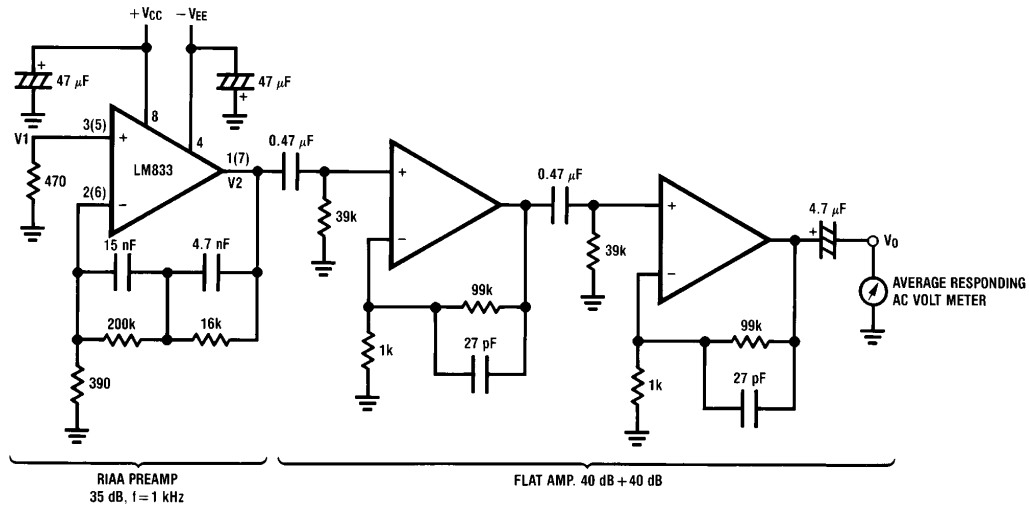 +VCC −VEE
47 μF
47 μF
8
4
V1
3(5)
+
LM833
1(7)
V2
470
2(6)
−
15 nF
4.7 nF
200k
16k
390
0.47 μF
39k
+
−
99k
27 pF
1k
0.47 μF
39k
+
−
99k
27 pF
1k
4.7 μF
+
VO
AVERAGE RESPONDING
AC VOLT METER
RIAA PREAMP
35 dB, f = 1 kHz
FLAT AMP. 40 dB + 40 dB